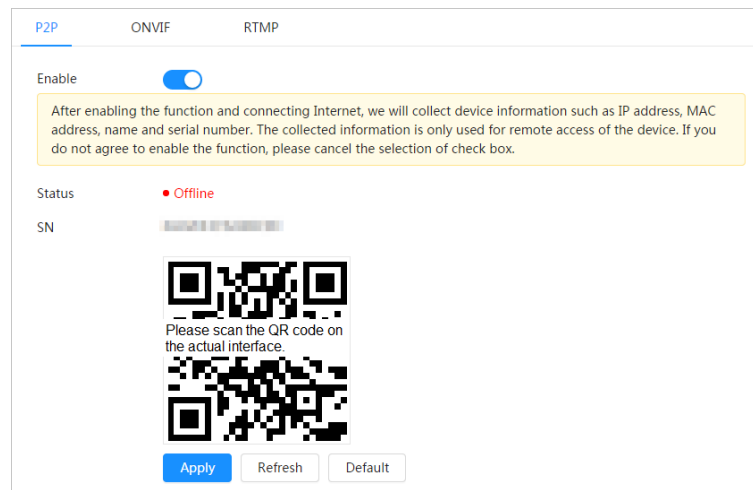 P2P ONVIF RTMP
Enable
After enabling the function and connecting Internet, we will collect device information such as IP address, MAC
address, name and serial number. The collected information is only used for remote access of the device. If you
do not agree to enable the function, please cancel the selection of check box.
Status Offline
SN
Please scan the QR code on
the actual interface.
Apply Refresh Default